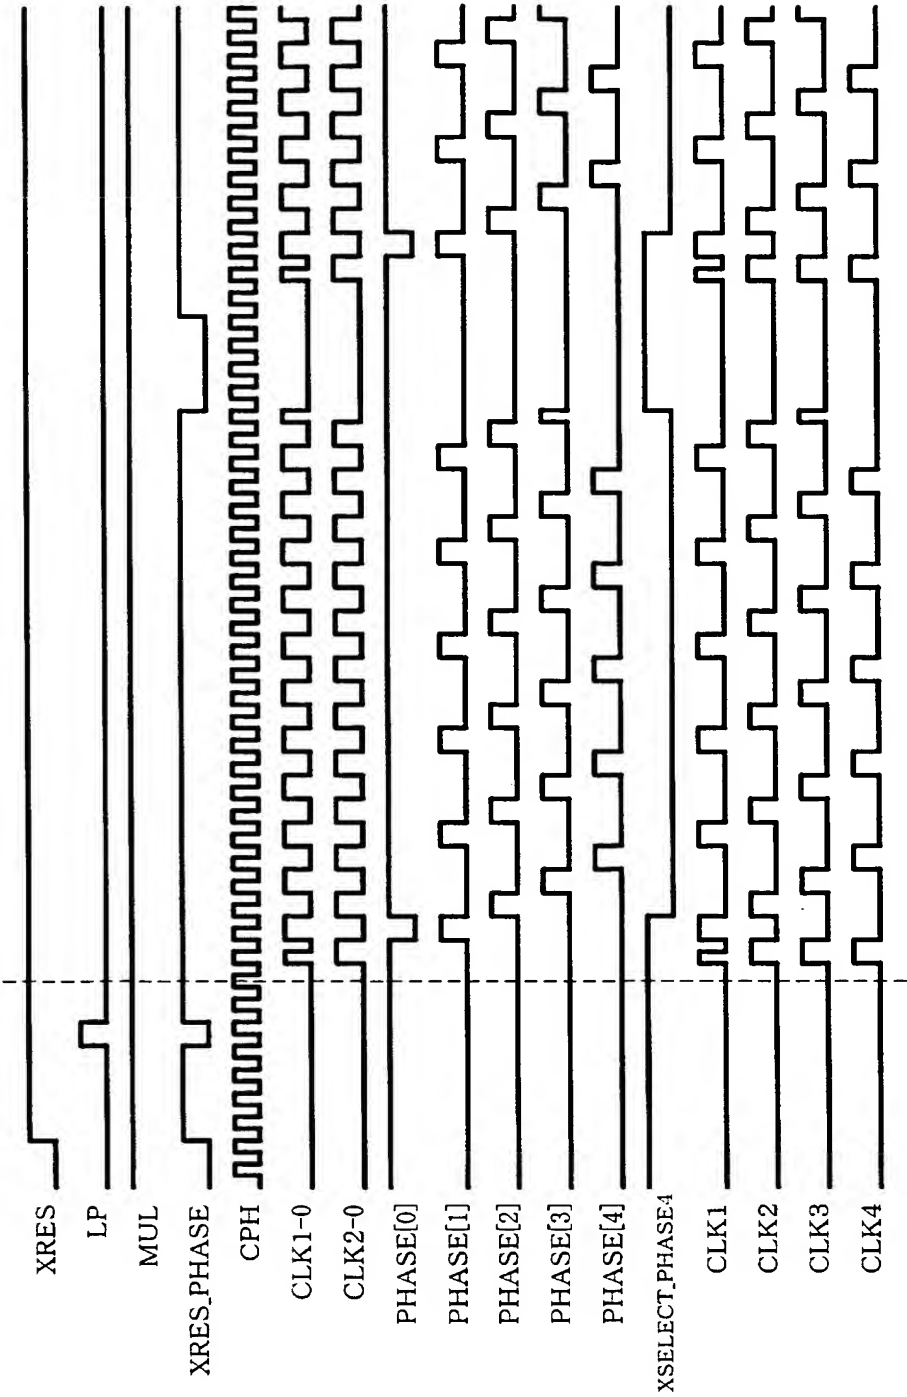 XRES
LP
MUL
XRES_PHASE
CPH
CLK1-0
CLK2-0
PHASE[0]
PHASE[1]
PHASE[2]
PHASE[3]
PHASE[4]
XSELECT_PHASE4
CLK1
CLK2
CLK3
CLK4